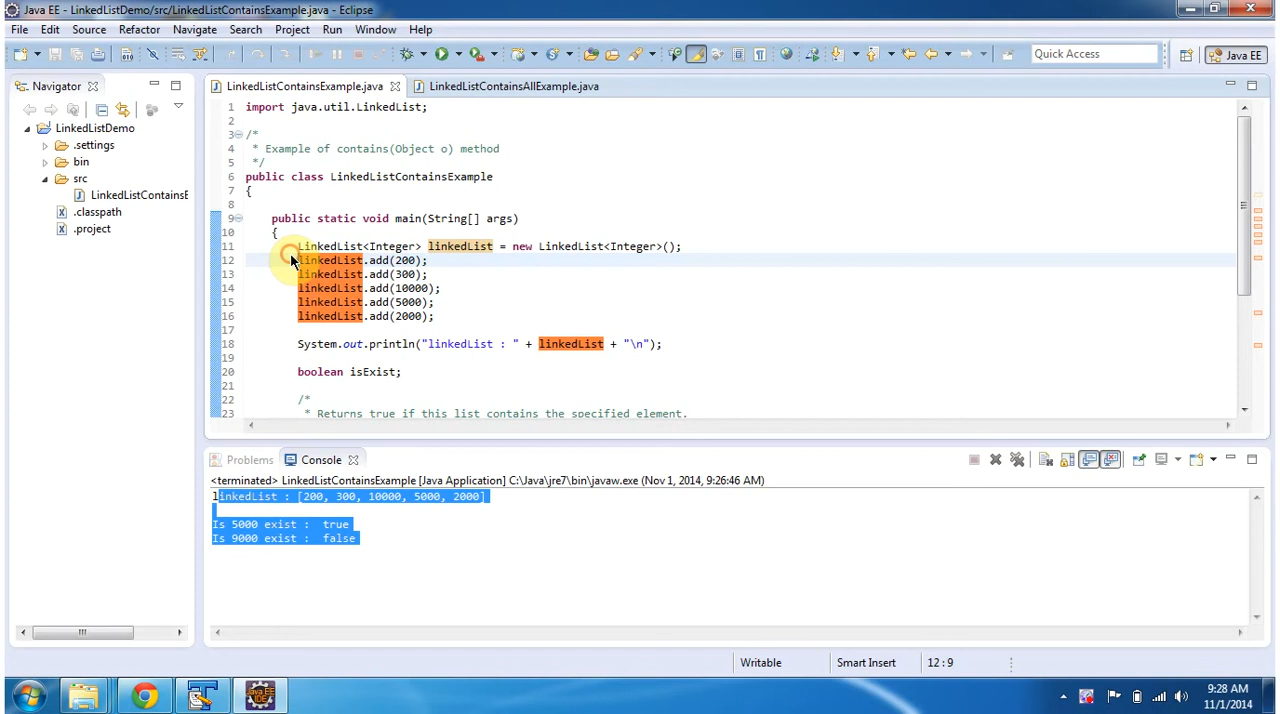 Java EE - LinkedListDemo/src/LinkedListContainsExample.java - Eclipse
File Edit Source Refactor Navigate Search Project Run Window Help
Quick Access
Java EE
Navigator
LinkedListDemo
.settings
bin
src
LinkedListContainsE
.classpath
.project
LinkedListContainsExample.java
LinkedListContainsAllExample.java
1 import java.util.LinkedList;
2
3 /*
4 * Example of contains(Object o) method
5 */
6 public class LinkedListContainsExample
7 {
8
9 public static void main(String[] args)
10 {
11 LinkedList<Integer> linkedList = new LinkedList<Integer>();
12 linkedList.add(200);
13 linkedList.add(300);
14 linkedList.add(10000);
15 linkedList.add(5000);
16 linkedList.add(2000);
17
18 System.out.println("linkedList : " + linkedList + "\n");
19
20 boolean isExist;
21
22 /*
23 * Returns true if this list contains the specified element.
Problems Console
<terminated> LinkedListContainsExample [Java Application] C:\Java\jre7\bin\javaw.exe (Nov 1, 2014, 9:26:46 AM)
linkedList : [200, 300, 10000, 5000, 2000]
Is 5000 exist : true
Is 9000 exist : false
Writable Smart Insert 12 : 9
Java EE
IDE
9:28 AM
11/1/2014